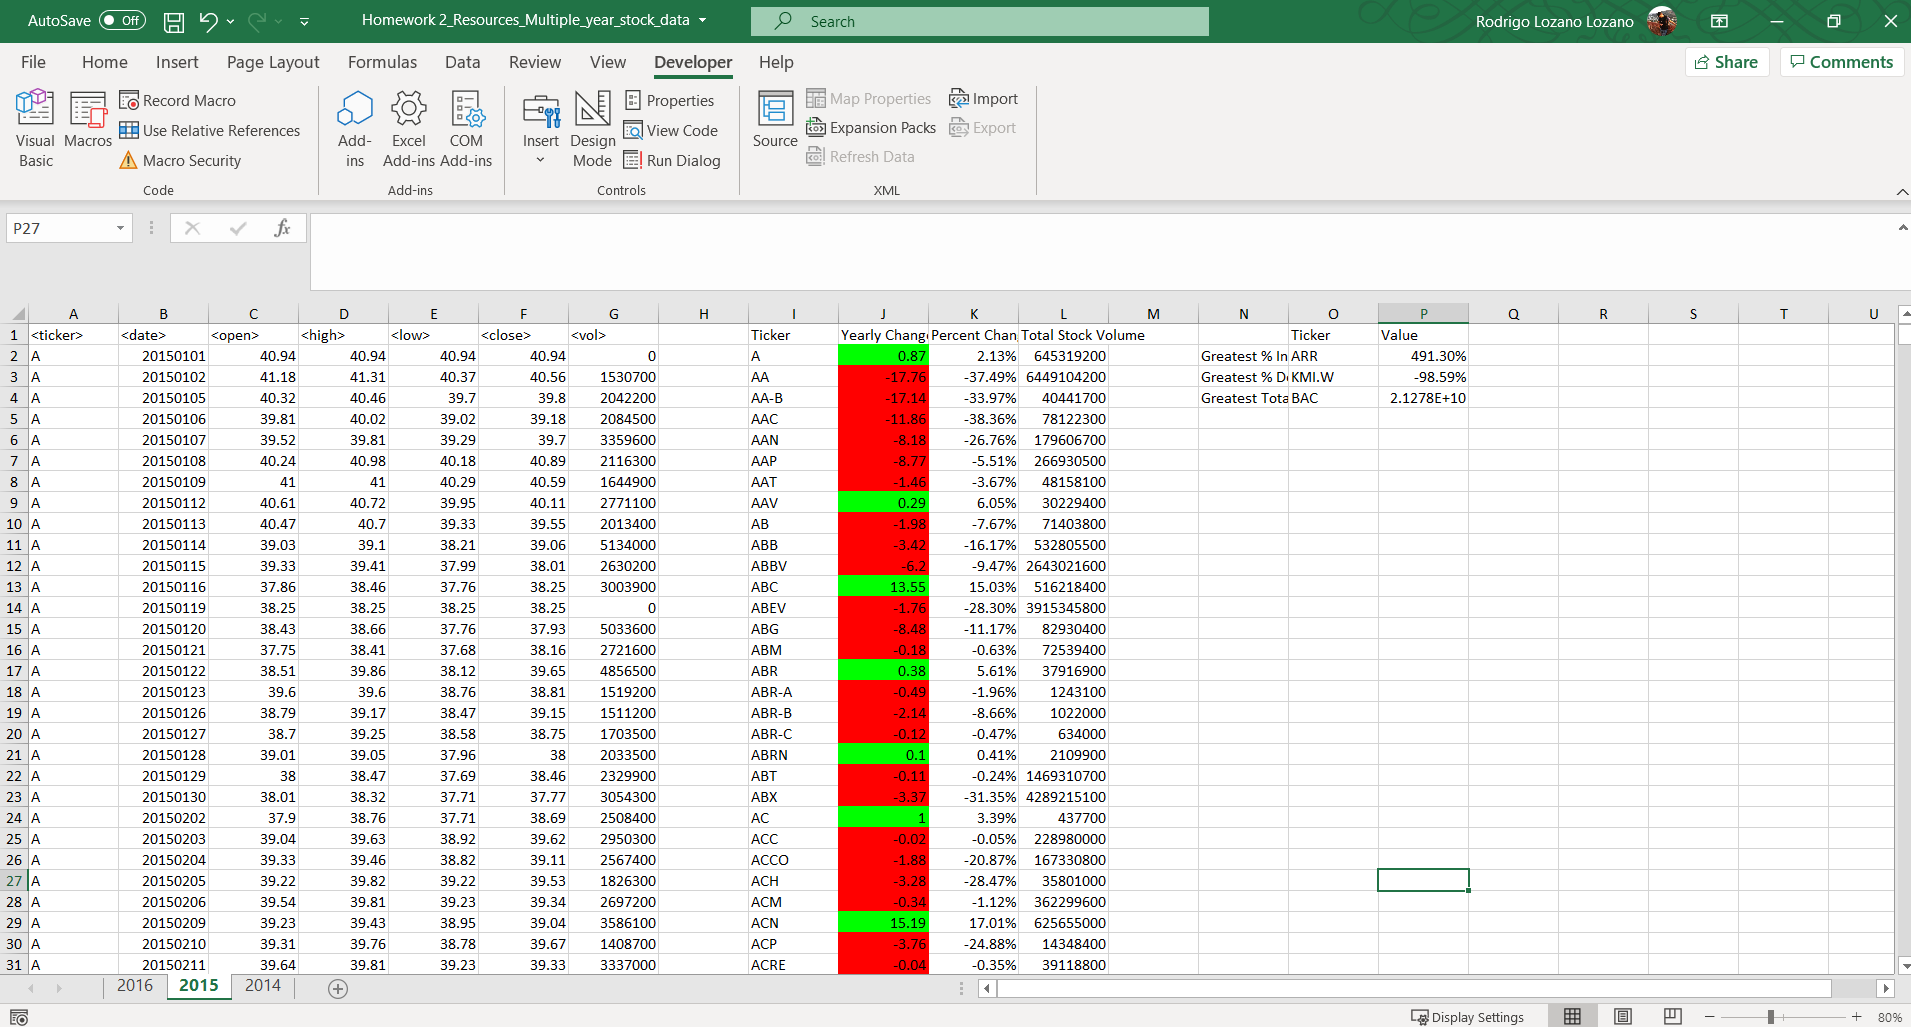 AutoSave Off Homework 2_Resources_Multiple_year_stock_data Search Rodrigo Lozano Lozano
File Home Insert Page Layout Formulas Data Review View Developer Help Share Comments
Visual Basic Macros Record Macro Use Relative References Macro Security
Add-ins Excel Add-ins COM Add-ins
Insert Design Mode Properties View Code Run Dialog
Source Map Properties Expansion Packs Refresh Data Import Export
Code Add-ins Controls XML
P27 fx
A B C D E F G H I J K L M N O P Q R S T U
1 <ticker> <date> <open> <high> <low> <close> <vol> Ticker Yearly Chang Percent Chan Total Stock Volume Ticker Value
2 A 20150101 40.94 40.94 40.94 40.94 0 A 0.87 2.13% 645319200 Greatest % In ARR 491.30%
3 A 20150102 41.18 41.31 40.37 40.56 1530700 AA -17.76 -37.49% 6449104200 Greatest % D KMI.W -98.59%
4 A 20150105 40.32 40.46 39.7 39.8 2042200 AA-B -17.14 -33.97% 40441700 Greatest Tota BAC 2.1278E+10
5 A 20150106 39.81 40.02 39.02 39.18 2084500 AAC -11.86 -38.36% 78122300
6 A 20150107 39.52 39.81 39.29 39.7 3359600 AAN -8.18 -26.76% 179606700
7 A 20150108 40.24 40.98 40.18 40.89 2116300 AAP -8.77 -5.51% 266930500
8 A 20150109 41 41 40.29 40.59 1644900 AAT -1.46 -3.67% 48158100
9 A 20150112 40.61 40.72 39.95 40.11 2771100 AAV 0.29 6.05% 30229400
10 A 20150113 40.47 40.7 39.33 39.55 2013400 AB -1.98 -7.67% 71403800
11 A 20150114 39.03 39.1 38.21 39.06 5134000 ABB -3.42 -16.17% 532805500
12 A 20150115 39.33 39.41 37.99 38.01 2630200 ABBV -6.2 -9.47% 2643021600
13 A 20150116 37.86 38.46 37.76 38.25 3003900 ABC 13.55 15.03% 516218400
14 A 20150119 38.25 38.25 38.25 38.25 0 ABEV -1.76 -28.30% 3915345800
15 A 20150120 38.43 38.66 37.76 37.93 5033600 ABG -8.48 -11.17% 82930400
16 A 20150121 37.75 38.41 37.68 38.16 2721600 ABM -0.18 -0.63% 72539400
17 A 20150122 38.51 39.86 38.12 39.65 4856500 ABR 0.38 5.61% 37916900
18 A 20150123 39.6 39.6 38.76 38.81 1519200 ABR-A -0.49 -1.96% 1243100
19 A 20150126 38.79 39.17 38.47 39.15 1511200 ABR-B -2.14 -8.66% 1022000
20 A 20150127 38.7 39.25 38.58 38.75 1703500 ABR-C -0.12 -0.47% 634000
21 A 20150128 39.01 39.05 37.96 38 2033500 ABRN 0.1 0.41% 2109900
22 A 20150129 38 38.47 37.69 38.46 2329900 ABT -0.11 -0.24% 1469310700
23 A 20150130 38.01 38.32 37.71 37.77 3054300 ABX -3.37 -31.35% 4289215100
24 A 20150202 37.9 38.76 37.71 38.69 2508400 AC 1 3.39% 437700
25 A 20150203 39.04 39.63 38.92 39.62 2950300 ACC -0.02 -0.05% 228980000
26 A 20150204 39.33 39.46 38.82 39.11 2567400 ACCO -1.88 -20.87% 167330800
27 A 20150205 39.22 39.82 39.22 39.53 1826300 ACH -3.28 -28.47% 35801000
28 A 20150206 39.54 39.81 39.23 39.34 2697200 ACM -0.34 -1.12% 362299600
29 A 20150209 39.23 39.43 38.95 39.04 3586100 ACN 15.19 17.01% 625655000
30 A 20150210 39.31 39.76 38.78 39.67 1408700 ACP -3.76 -24.88% 14348400
31 A 20150211 39.64 39.81 39.23 39.33 3337000 ACRE -0.04 -0.35% 39118800
2016 2015 2014
Display Settings 80%